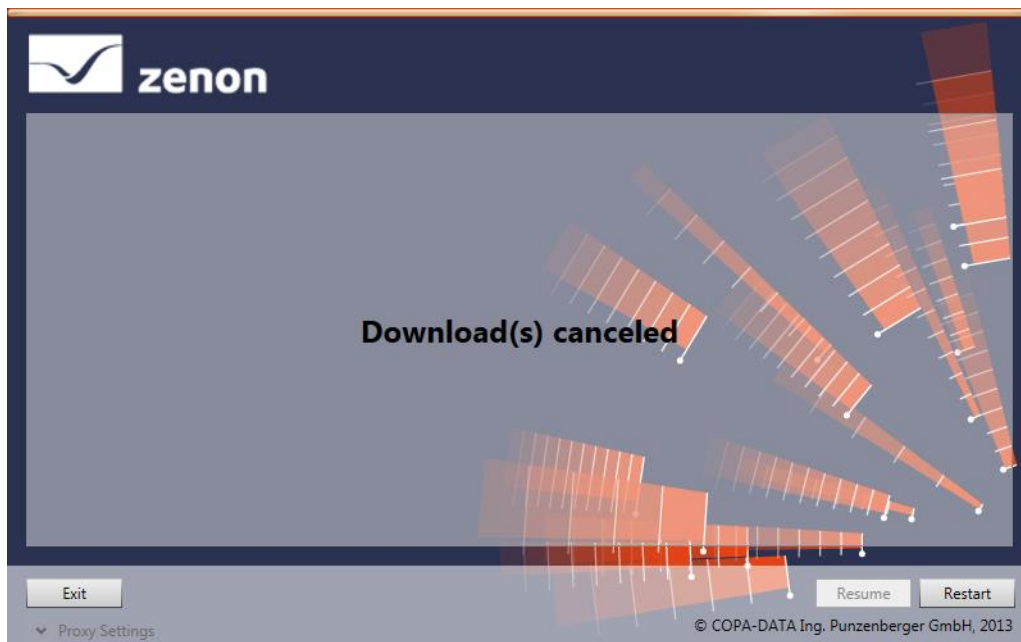 zenon
Download(s) canceled
Exit
Resume
Restart
Proxy Settings
© COPA-DATA Ing. Punzenberger GmbH, 2013